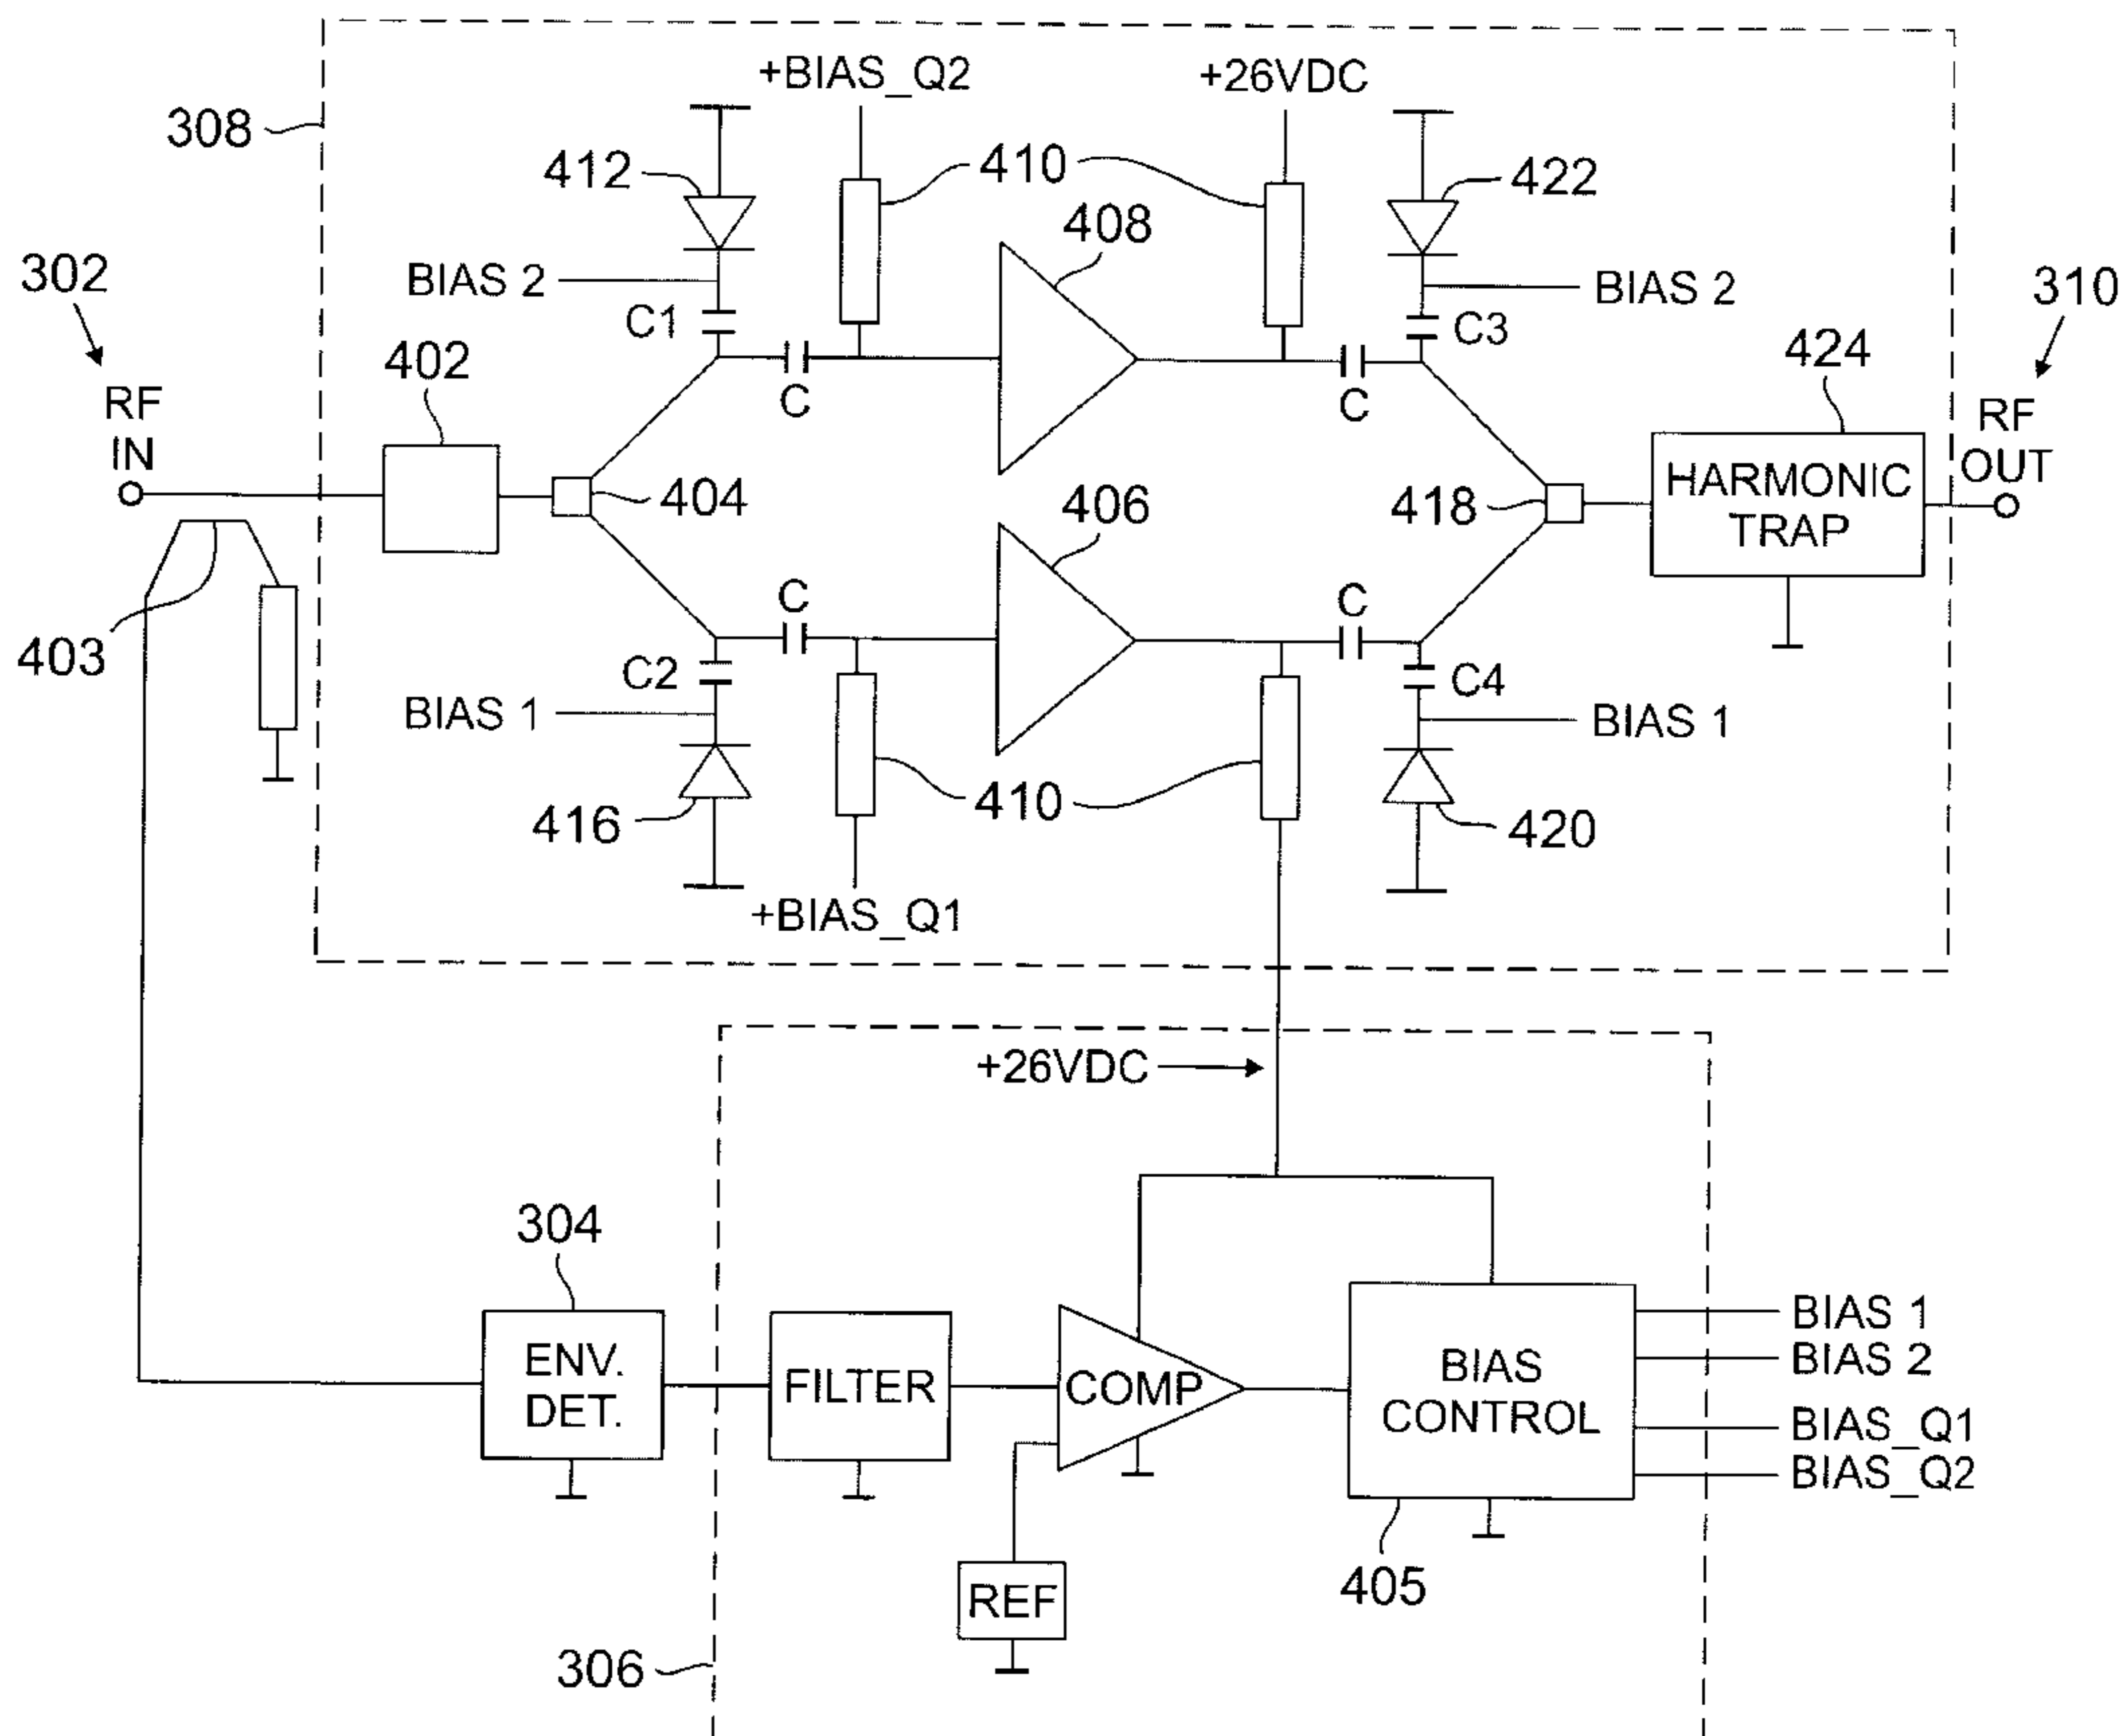 +BIAS_Q2
+26VDC
308
412
410
422
408
302
BIAS 2
BIAS 2
310
C1
C3
402
424
RF
IN
C
C
RF
OUT
HARMONIC
TRAP
404
406
418
C
C
403
C2
C4
BIAS 1
BIAS 1
416
410
420
+BIAS_Q1
+26VDC
304
ENV.
DET.
FILTER
COMP
BIAS
CONTROL
BIAS 1
BIAS 2
BIAS_Q1
BIAS_Q2
REF
405
306